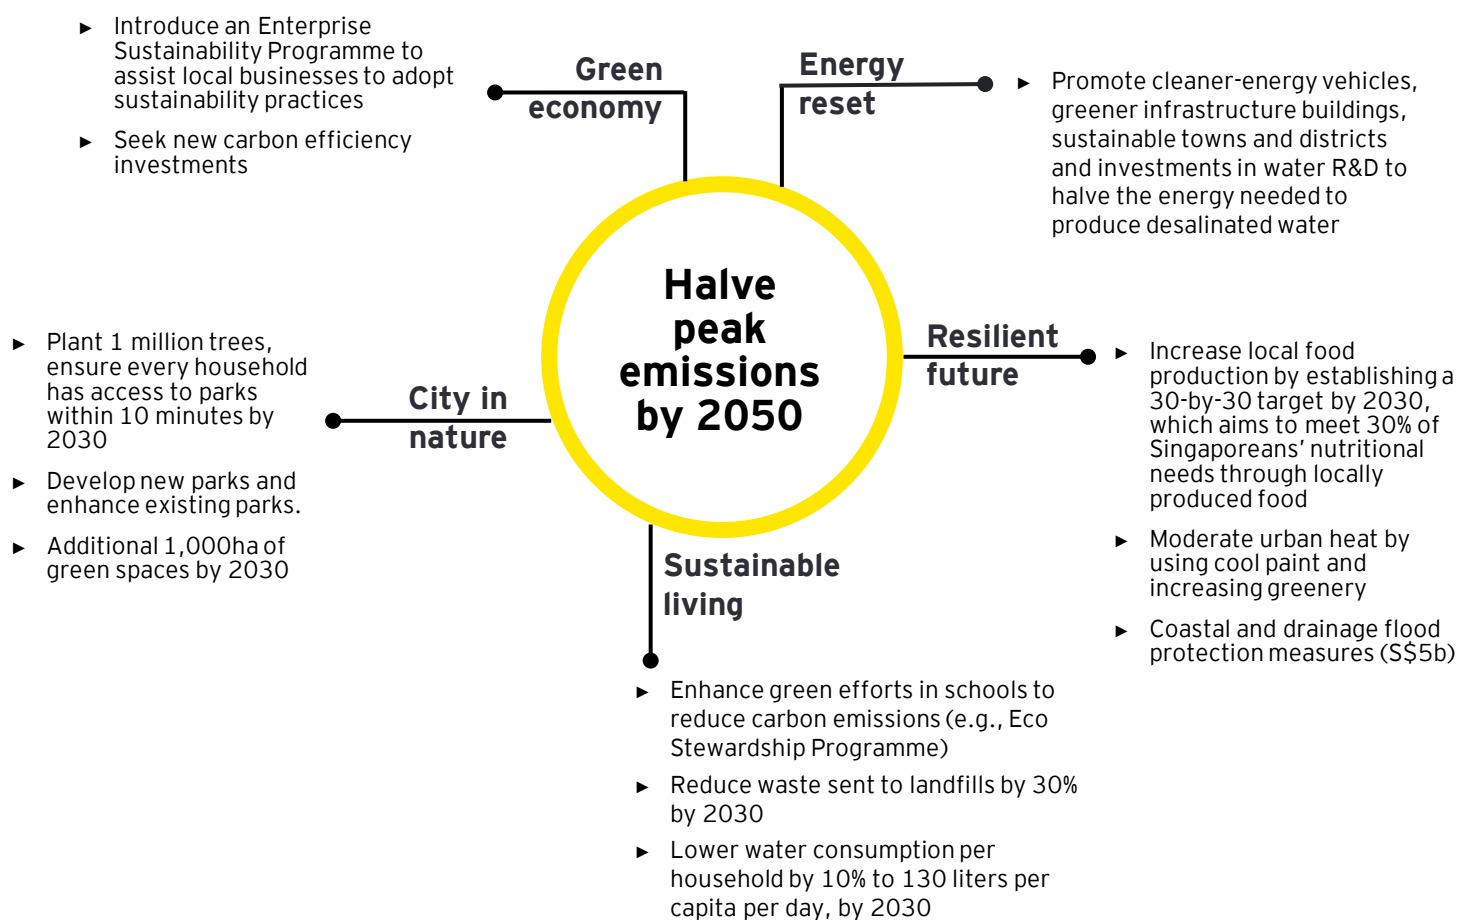 ► Introduce an Enterprise
Sustainability Programme to
assist local businesses to adopt
sustainability practices
► Seek new carbon efficiency
investments
Green
economy
Energy
reset
► Promote cleaner-energy vehicles,
greener infrastructure buildings,
sustainable towns and districts
and investments in water R&D to
halve the energy needed to
produce desalinated water
Halve
peak
emissions
by 2050
► Plant 1 million trees,
ensure every household
has access to parks
within 10 minutes by
2030
► Develop new parks and
enhance existing parks.
► Additional 1,000ha of
green spaces by 2030
City in
nature
Resilient
future
► Increase local food
production by establishing a
30-by-30 target by 2030,
which aims to meet 30% of
Singaporeans’ nutritional
needs through locally
produced food
► Moderate urban heat by
using cool paint and
increasing greenery
► Coastal and drainage flood
protection measures (S$5b)
Sustainable
living
► Enhance green efforts in schools to
reduce carbon emissions (e.g., Eco
Stewardship Programme)
► Reduce waste sent to landfills by 30%
by 2030
► Lower water consumption per
household by 10% to 130 liters per
capita per day, by 2030